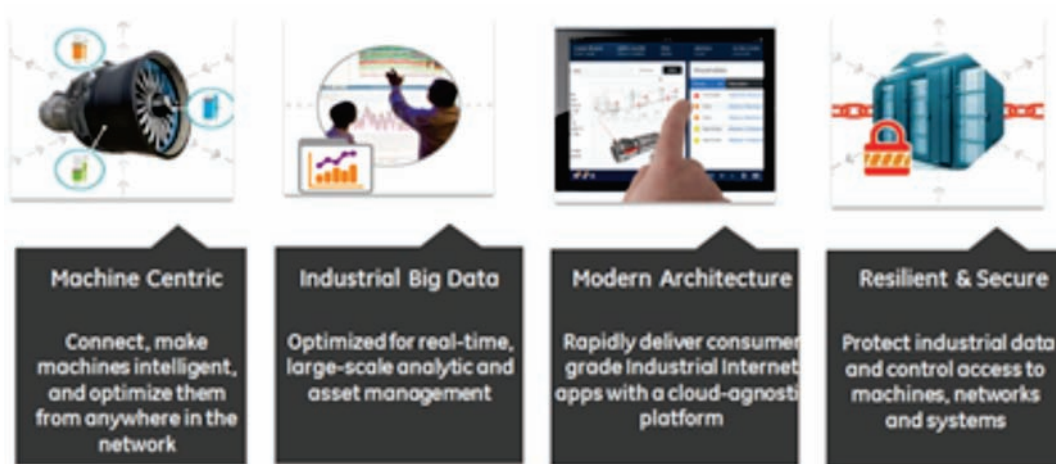 Machine Centric
Connect, make
machines intelligent,
and optimize them
from anywhere in the
network
Industrial Big Data
Optimized for real-time,
large-scale analytic and
asset management
Modern Architecture
Rapidly deliver consumer
grade Industrial Internet
apps with a cloud-agnosti
platform
Resilient & Secure
Protect industrial data
and control access to
machines, networks
and systems